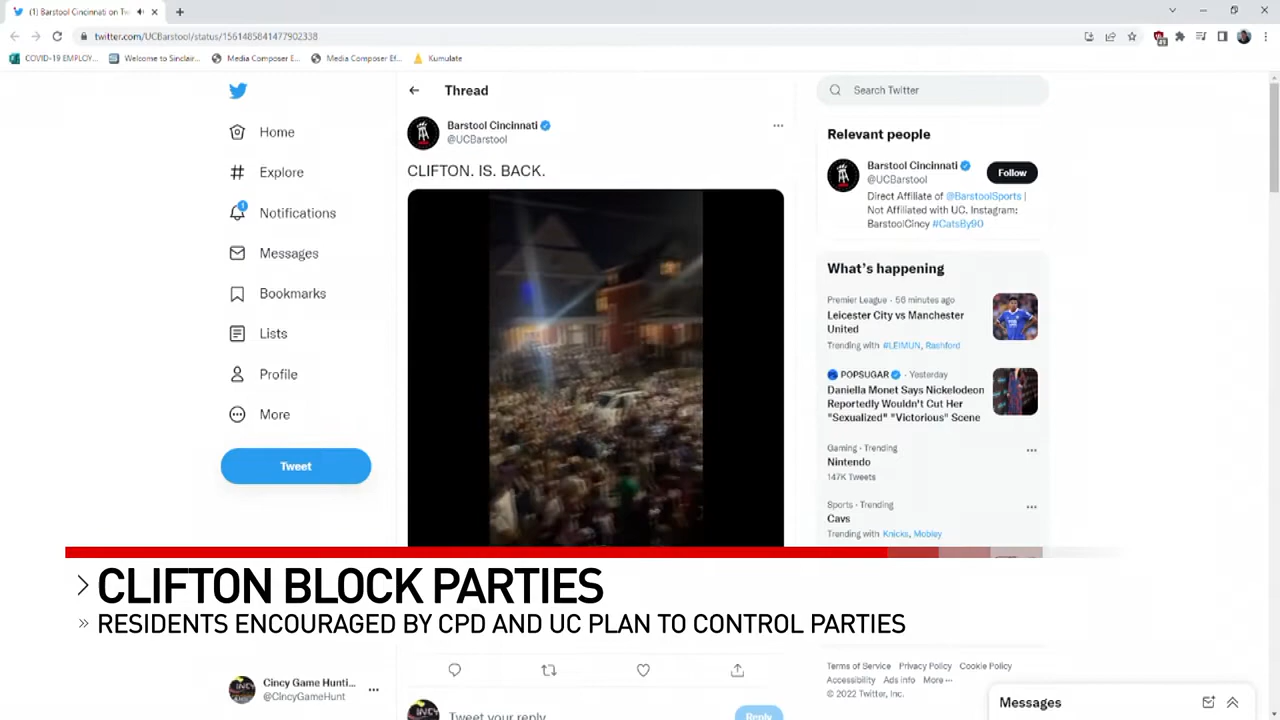 (1) Barstool Cincinnati on Tw
twitter.com/UCBarstool/status/1561485841477902338
COVID-19 EMPLOY...
Welcome to Sinclair...
Media Composer E...
Media Composer Ef...
Kumulate
Home
Explore
1
Notifications
Messages
Bookmarks
Lists
Profile
More
Tweet
Cincy Game Hunti...
@CincyGameHunt
Thread
Barstool Cincinnati
@UCBarstool
CLIFTON. IS. BACK.
Tweet your reply
Reply
Search Twitter
Relevant people
Barstool Cincinnati
@UCBarstool
Follow
Direct Affiliate of @BarstoolSports |
Not Affiliated with UC. Instagram:
BarstoolCincy #CatsBy90
What's happening
Premier League · 56 minutes ago
Leicester City vs Manchester
United
Trending with #LEIMUN, Rashford
POPSUGAR · Yesterday
Daniella Monet Says Nickelodeon
Reportedly Wouldn't Cut Her
"Sexualized" "Victorious" Scene
Gaming · Trending
Nintendo
147K Tweets
Sports · Trending
Cavs
Trending with Knicks, Mobley
CLIFTON BLOCK PARTIES
RESIDENTS ENCOURAGED BY CPD AND UC PLAN TO CONTROL PARTIES
Terms of Service Privacy Policy Cookie Policy
Accessibility Ads info More ...
© 2022 Twitter, Inc.
Messages